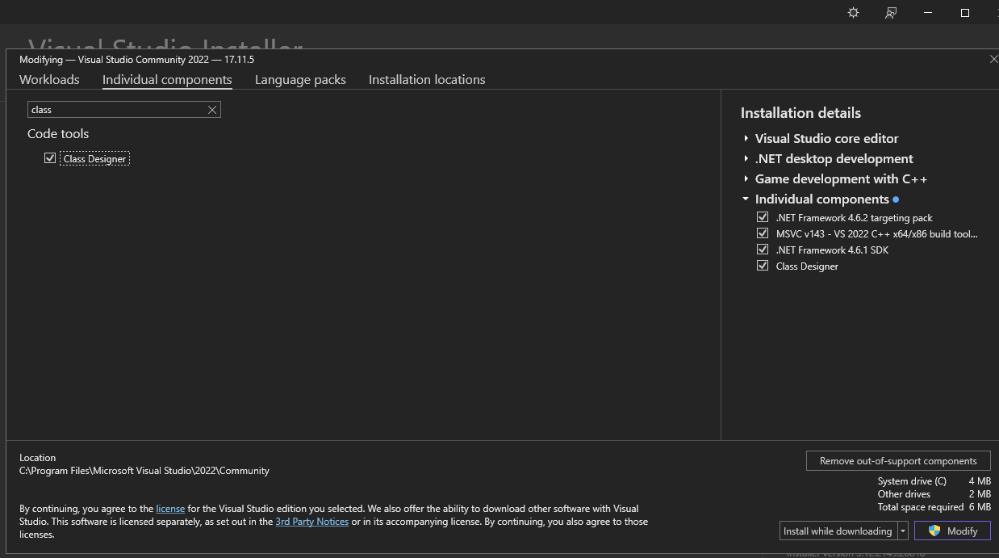 Visual Studio Installer
Modifying — Visual Studio Community 2022 — 17.11.5
Workloads
Individual components
Language packs
Installation locations
class
Code tools
Class Designer
Installation details
Visual Studio core editor
.NET desktop development
Game development with C++
Individual components
.NET Framework 4.6.2 targeting pack
MSVC v143 - VS 2022 C++ x64/x86 build tool...
.NET Framework 4.6.1 SDK
Class Designer
Location
C:\Program Files\Microsoft Visual Studio\2022\Community
By continuing, you agree to the license for the Visual Studio edition you selected. We also offer the ability to download other software with Visual
Studio. This software is licensed separately, as set out in the 3rd Party Notices or in its accompanying license. By continuing, you also agree to those
licenses.
Remove out-of-support components
System drive (C) 4 MB
Other drives 2 MB
Total space required 6 MB
Install while downloading
Modify